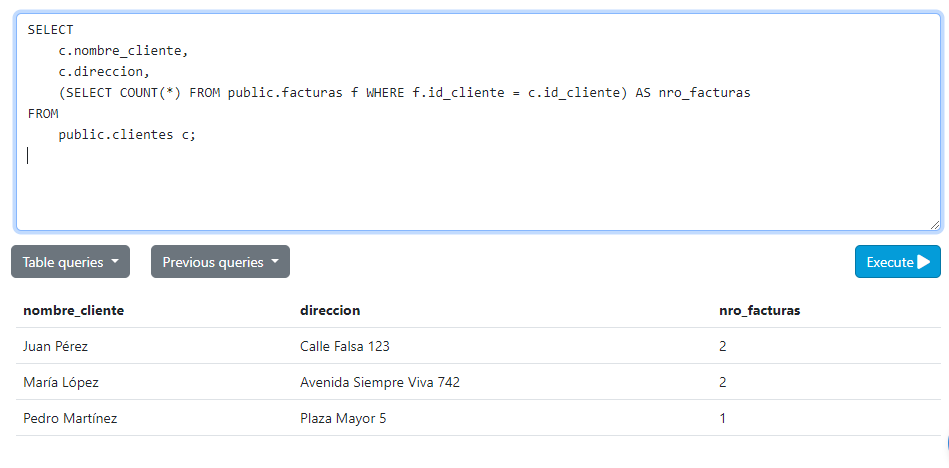 SELECT
    c.nombre_cliente,
    c.direccion,
    (SELECT COUNT(*) FROM public.facturas f WHERE f.id_cliente = c.id_cliente) AS nro_facturas
FROM
    public.clientes c;
Table queries Previous queries Execute
nombre_cliente direccion nro_facturas
Juan Pérez Calle Falsa 123 2
María López Avenida Siempre Viva 742 2
Pedro Martínez Plaza Mayor 5 1